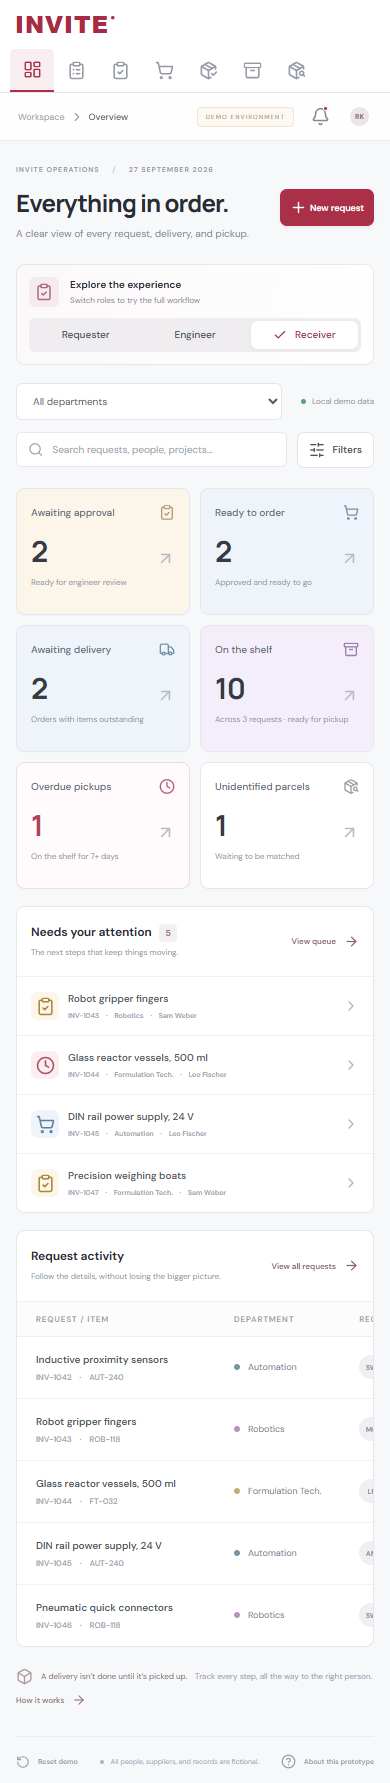 INVITE
Workspace > Overview
DEMO ENVIRONMENT
RK
INVITE OPERATIONS / 27 SEPTEMBER 2026
Everything in order.
New request
A clear view of every request, delivery, and pickup.
Explore the experience
Switch roles to try the full workflow
Requester Engineer Receiver
All departments
Local demo data
Search requests, people, projects...
Filters
Awaiting approval
2
Ready for engineer review
Ready to order
2
Approved and ready to go
Awaiting delivery
2
Orders with items outstanding
On the shelf
10
Across 3 requests · ready for pickup
Overdue pickups
1
On the shelf for 7+ days
Unidentified parcels
1
Waiting to be matched
Needs your attention 5
View queue
The next steps that keep things moving.
Robot gripper fingers
INV-1043 · Robotics · Sam Weber
Glass reactor vessels, 500 ml
INV-1044 · Formulation Tech. · Leo Fischer
DIN rail power supply, 24 V
INV-1045 · Automation · Leo Fischer
Precision weighing boats
INV-1047 · Formulation Tech. · Sam Weber
Request activity
View all requests
Follow the details, without losing the bigger picture.
REQUEST / ITEM DEPARTMENT
Inductive proximity sensors
INV-1042 · AUT-240
Automation
Robot gripper fingers
INV-1043 · ROB-118
Robotics
Glass reactor vessels, 500 ml
INV-1044 · FT-032
Formulation Tech.
DIN rail power supply, 24 V
INV-1045 · AUT-240
Automation
Pneumatic quick connectors
INV-1046 · ROB-118
Robotics
A delivery isn't done until it's picked up. Track every step, all the way to the right person.
How it works
Reset demo
All people, suppliers, and records are fictional.
About this prototype